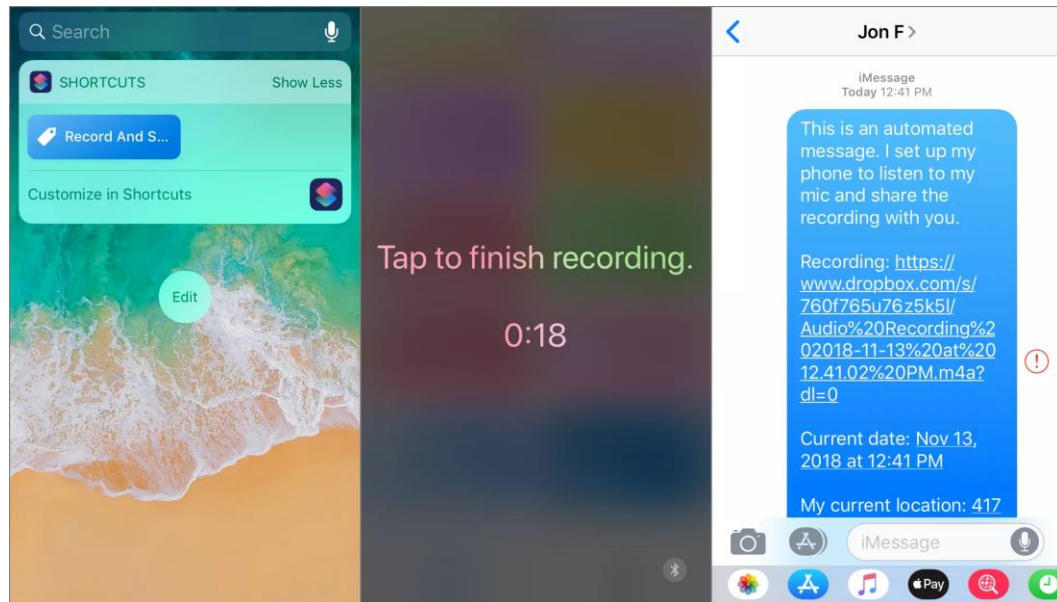 Search
SHORTCUTS Show Less
Record And S...
Customize in Shortcuts
Edit
Tap to finish recording.
0:18
Jon F >
iMessage
Today 12:41 PM
This is an automated
message. I set up my
phone to listen to my
mic and share the
recording with you.
Recording: https://
www.dropbox.com/s/
760f765u76z5k5l/
Audio%20Recording%2
02018-11-13%20at%20
12.41.02%20PM.m4a?
dl=0
Current date: Nov 13,
2018 at 12:41 PM
My current location: 417
iMessage
Pay